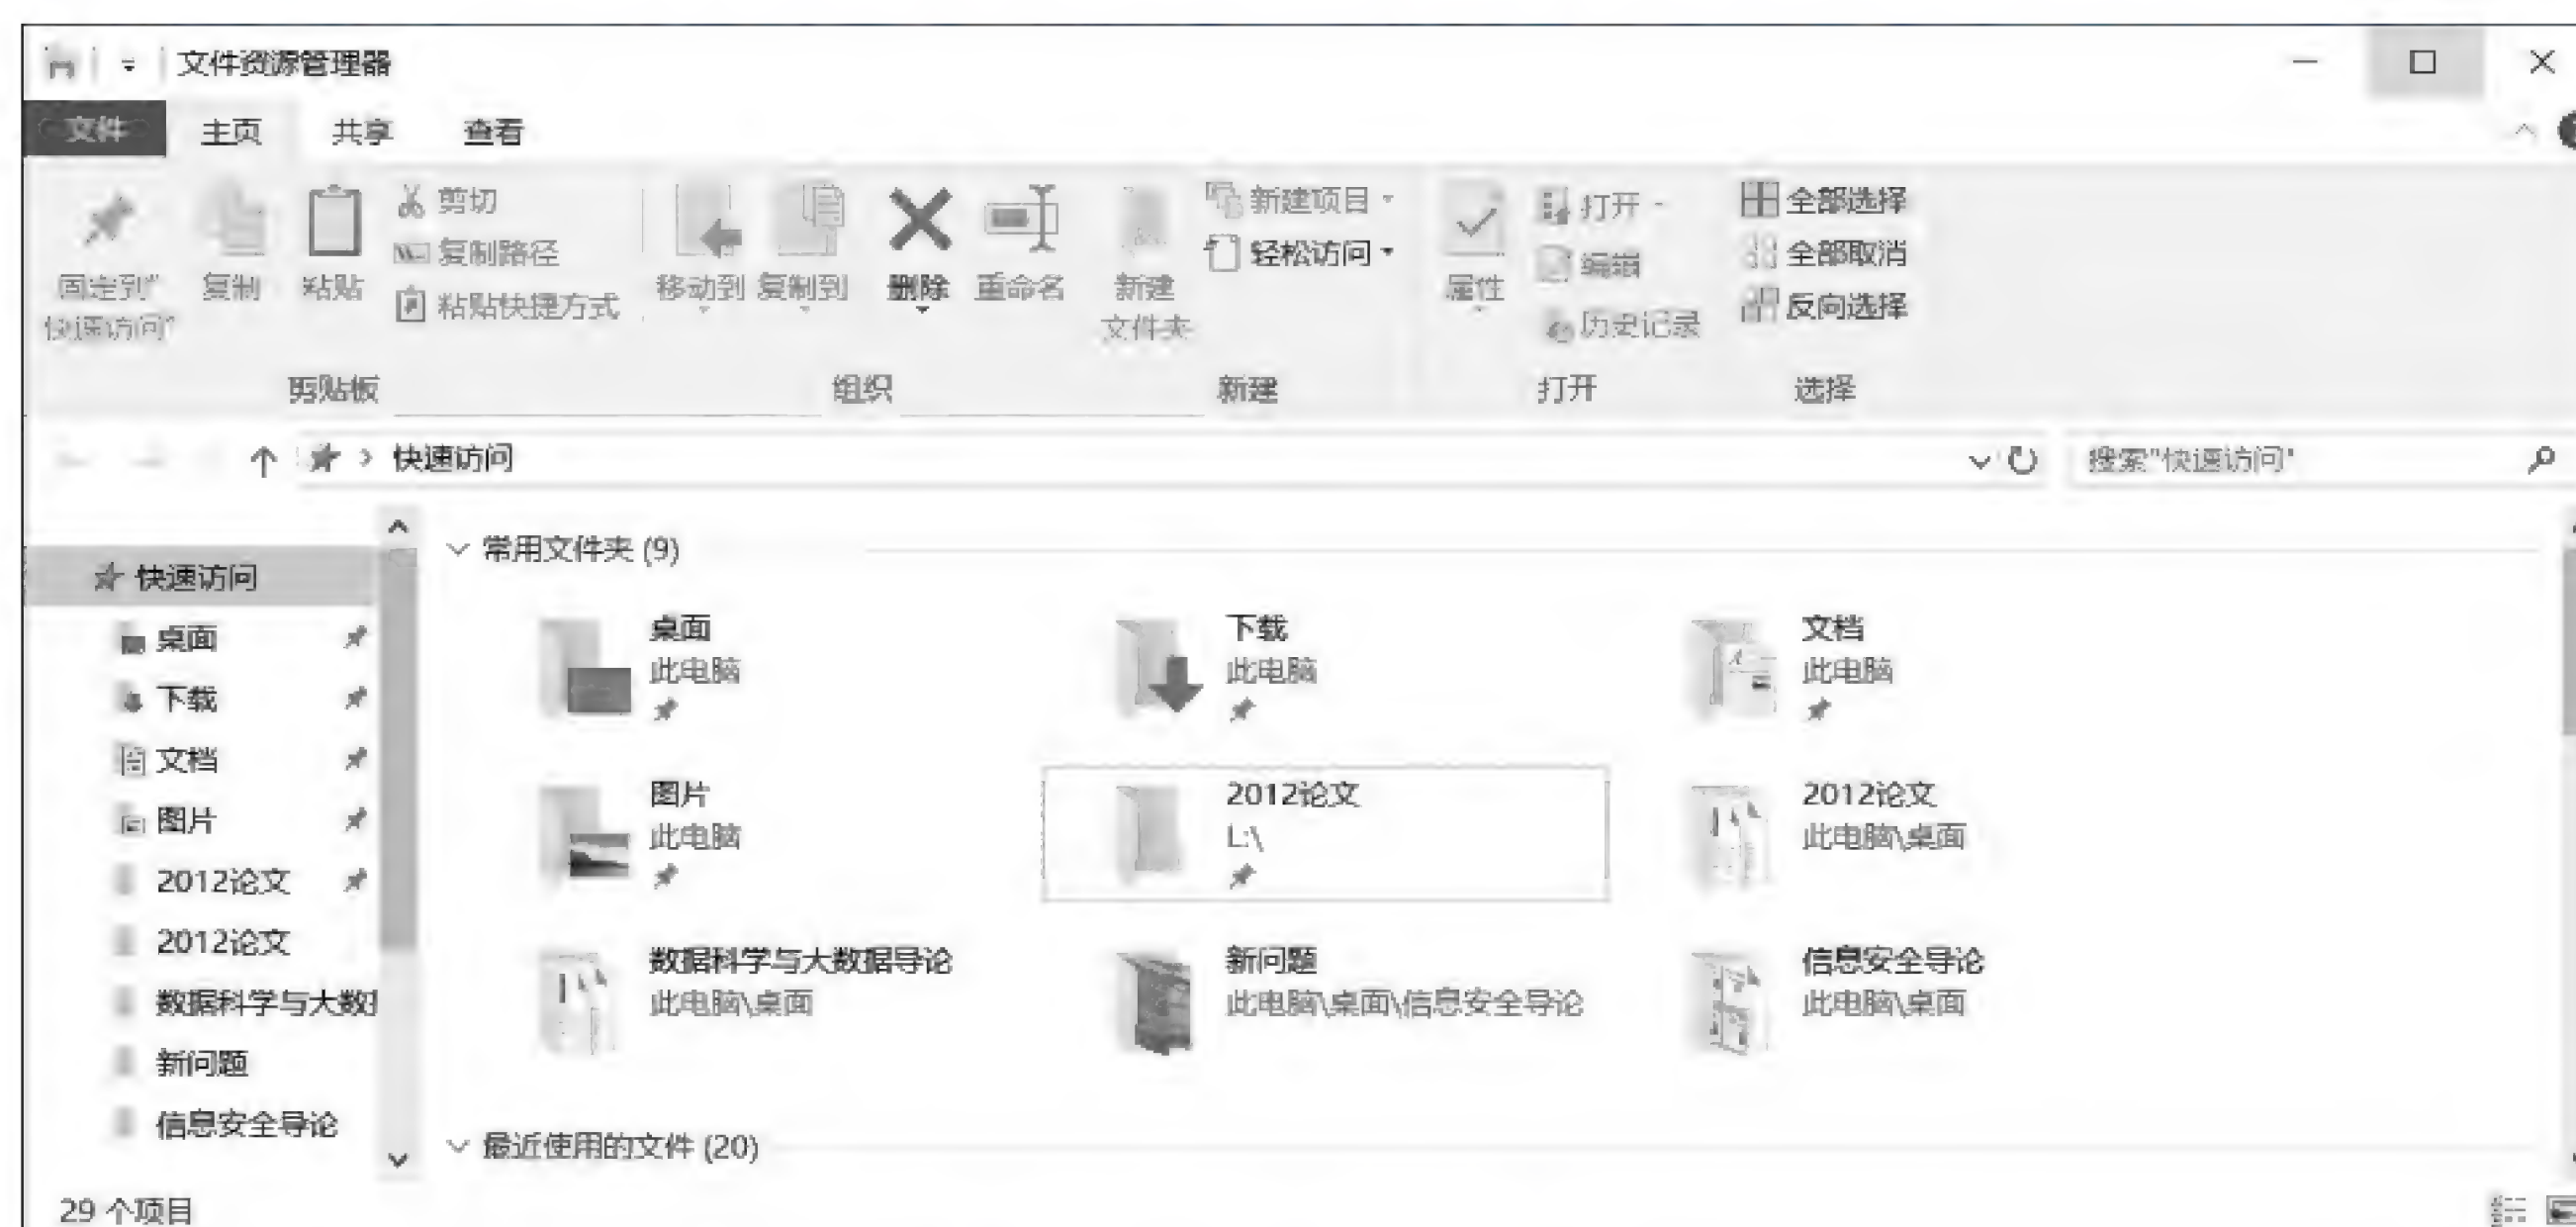 文件资源管理器
文件 主页 共享 查看
固定到"
快速访问"
复制
粘贴
剪切
复制路径
粘贴快捷方式
移动到 复制到 删除 重命名
新建
文件夹
新建项目
轻松访问
属性
打开
编辑
历史记录
全部选择
全部取消
反向选择
剪贴板 组织 新建 打开 选择
快速访问
搜索"快速访问"
快速访问
桌面
下载
文档
图片
2012论文
2012论文
数据科学与大数
新问题
信息安全导论
常用文件夹 (9)
桌面
此电脑
下载
此电脑
文档
此电脑
图片
此电脑
2012论文
L:\
2012论文
此电脑\桌面
数据科学与大数据导论
此电脑\桌面
新问题
此电脑\桌面\信息安全导论
信息安全导论
此电脑\桌面
最近使用的文件 (20)
29 个项目